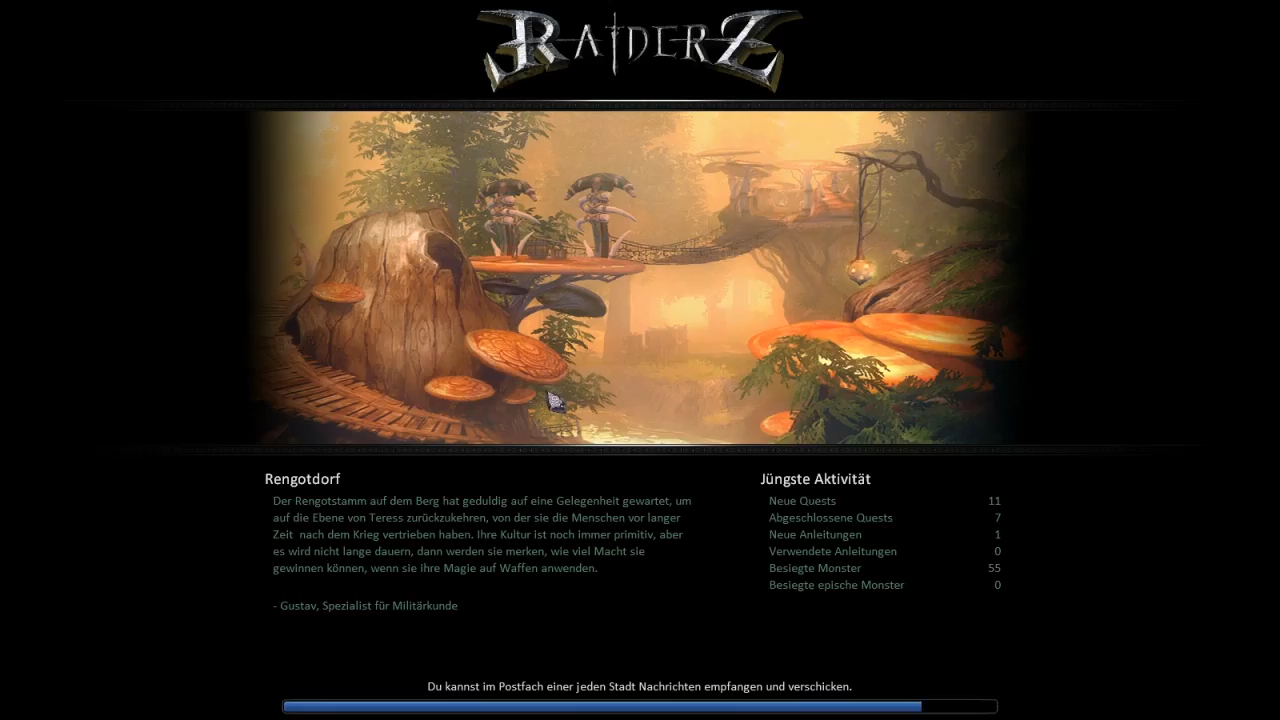 RAIDERZ
Rengotdorf
Der Rengotstamm auf dem Berg hat geduldig auf eine Gelegenheit gewartet, um
auf die Ebene von Teress zurückzukehren, von der sie die Menschen vor langer
Zeit  nach dem Krieg vertrieben haben. Ihre Kultur ist noch immer primitiv, aber
es wird nicht lange dauern, dann werden sie merken, wie viel Macht sie
gewinnen können, wenn sie ihre Magie auf Waffen anwenden.
- Gustav, Spezialist für Militärkunde
Jüngste Aktivität
Neue Quests 11
Abgeschlossene Quests 7
Neue Anleitungen 1
Verwendete Anleitungen 0
Besiegte Monster 55
Besiegte epische Monster 0
Du kannst im Postfach einer jeden Stadt Nachrichten empfangen und verschicken.